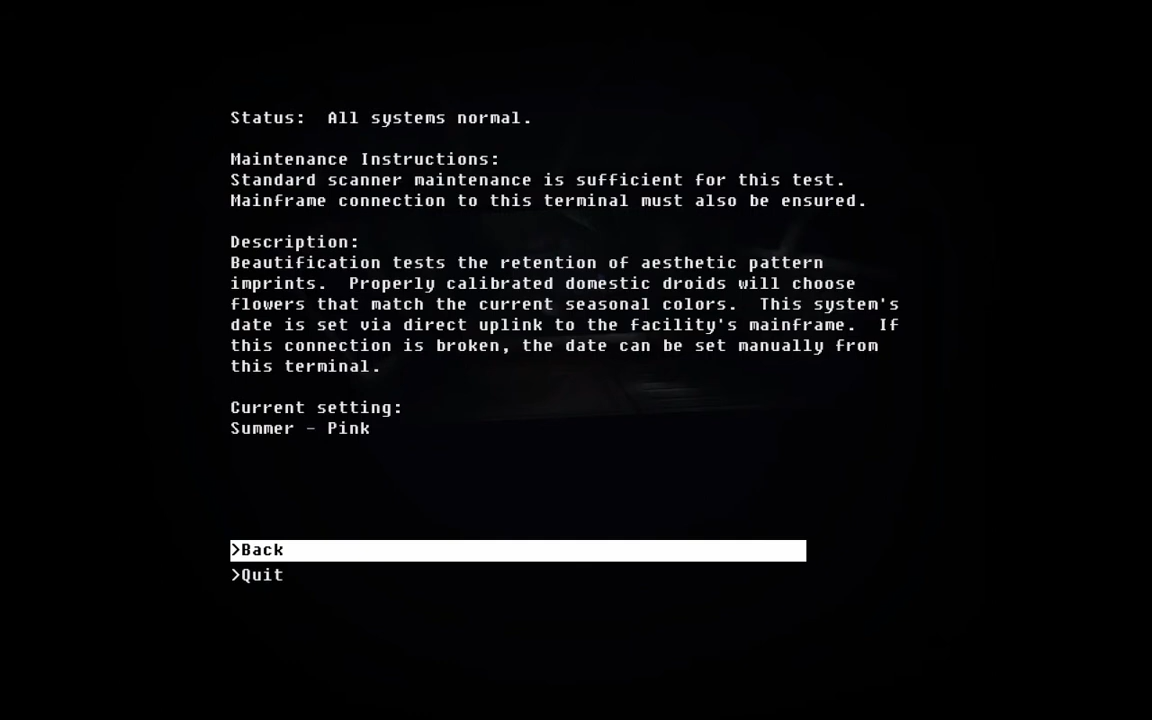 Status:  All systems normal.
Maintenance Instructions:
Standard scanner maintenance is sufficient for this test.
Mainframe connection to this terminal must also be ensured.
Description:
Beautification tests the retention of aesthetic pattern
imprints.  Properly calibrated domestic droids will choose
flowers that match the current seasonal colors.  This system's
date is set via direct uplink to the facility's mainframe.  If
this connection is broken, the date can be set manually from
this terminal.
Current setting:
Summer - Pink
>Back
>Quit